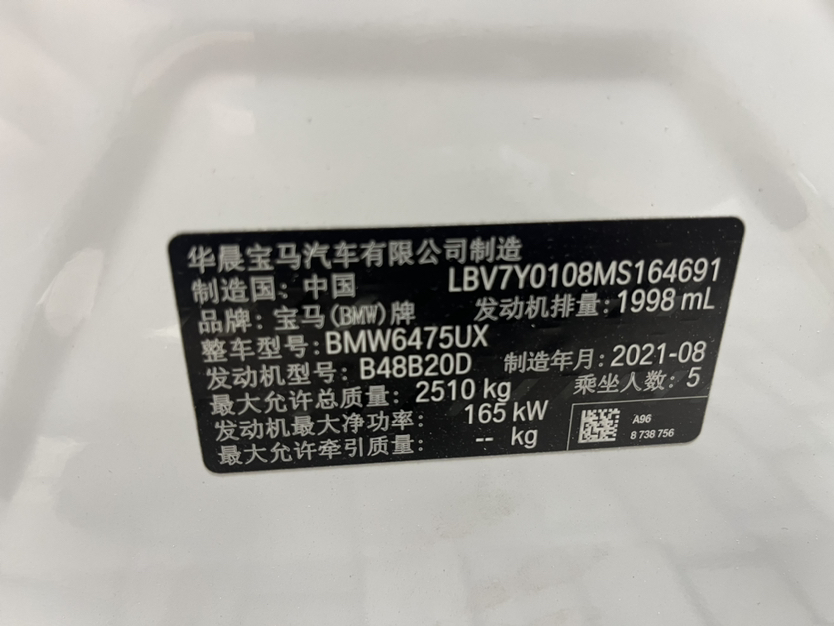 华晨宝马汽车有限公司制造
制造国：中国 LBV7Y0108MS164691
品牌：宝马(BMW)牌 发动机排量：1998 mL
整车型号：BMW6475UX
发动机型号：B48B20D 制造年月：2021-08
最大允许总质量：2510 kg 乘坐人数：5
发动机最大净功率： 165 kW
最大允许牵引质量： -- kg
A96
8 738 756